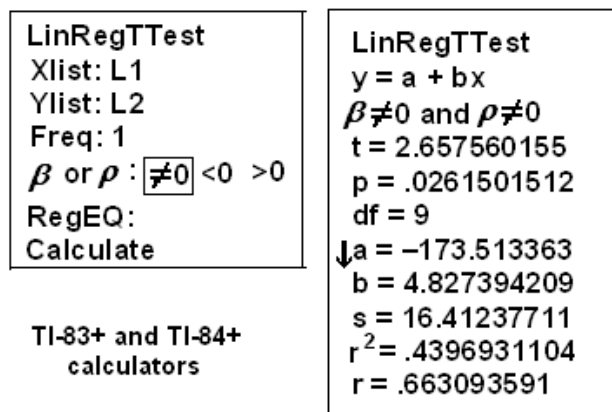 LinRegTTest
Xlist: L1
Ylist: L2
Freq: 1
β or ρ : ≠0 <0 >0
RegEQ:
Calculate
TI-83+ and TI-84+
calculators
LinRegTTest
y = a + bx
β≠0 and ρ≠0
t = 2.657560155
p = .0261501512
df = 9
↓a = –173.513363
b = 4.827394209
s = 16.41237711
r² = .4396931104
r = .663093591